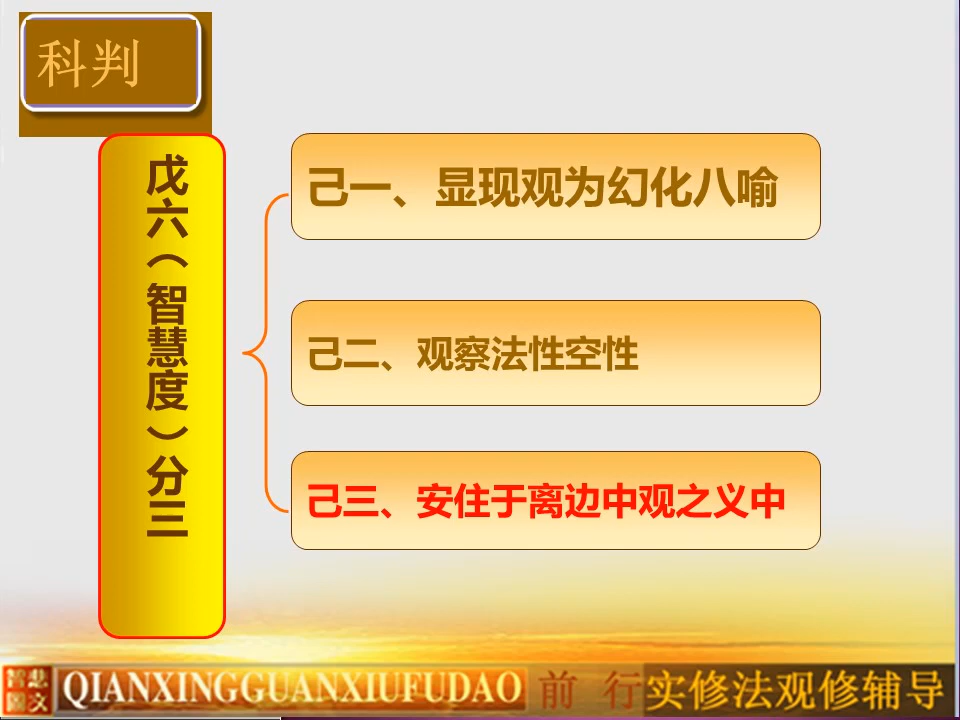 科判
戊六（智慧度）分三
己一、显现观为幻化八喻
己二、观察法性空性
己三、安住于离边中观之义中
QIANXINGGUANXIUFUDAO 前 行 实修法观修辅导